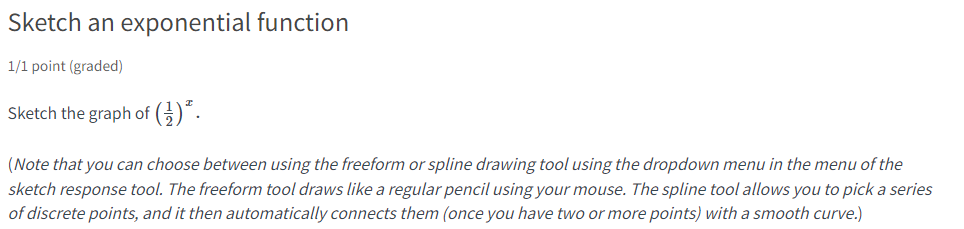 Sketch an exponential function
1/1 point (graded)
Sketch the graph of (1/2)^x.
(Note that you can choose between using the freeform or spline drawing tool using the dropdown menu in the menu of the
sketch response tool. The freeform tool draws like a regular pencil using your mouse. The spline tool allows you to pick a series
of discrete points, and it then automatically connects them (once you have two or more points) with a smooth curve.)